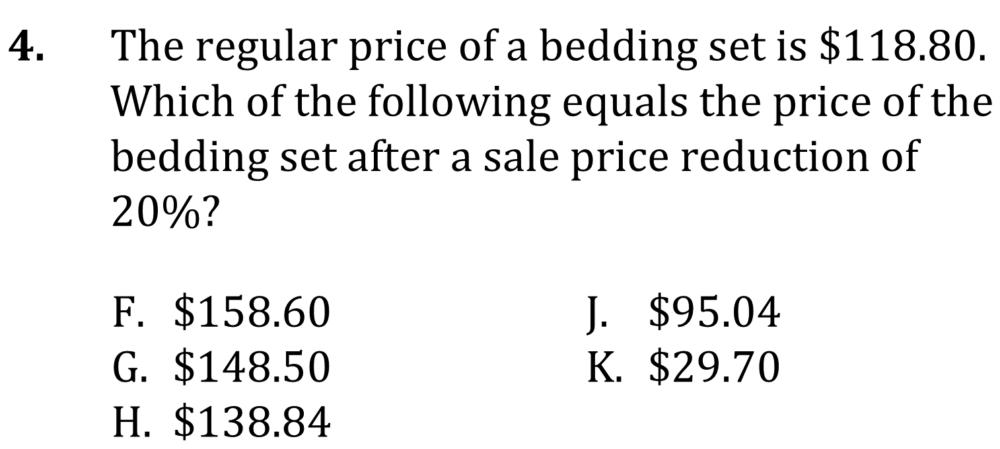 4. The regular price of a bedding set is $118.80.
Which of the following equals the price of the
bedding set after a sale price reduction of
20%?
F. $158.60
G. $148.50
H. $138.84
J. $95.04
K. $29.70